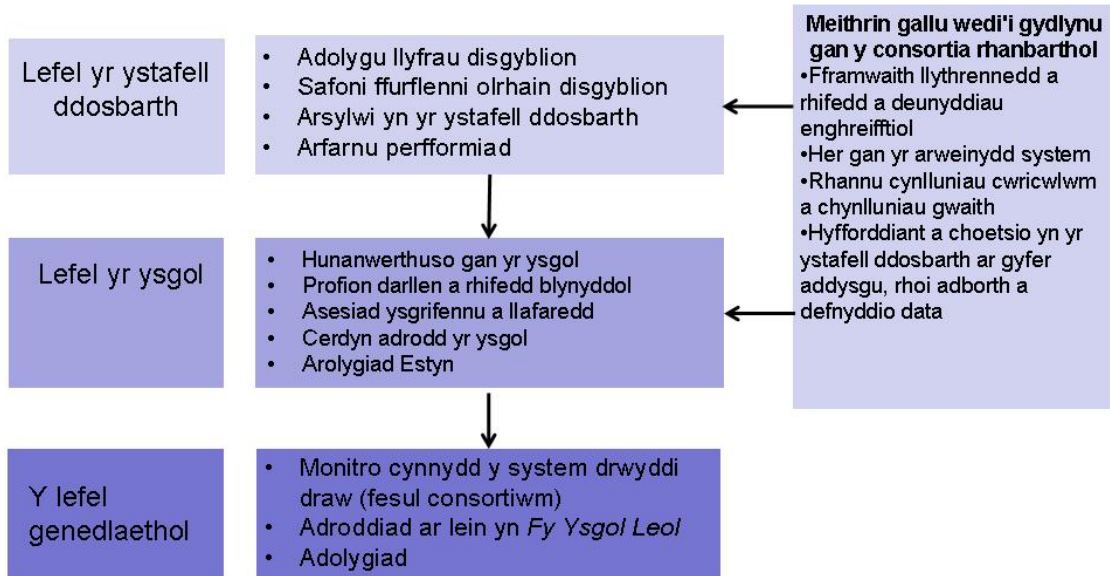 Lefel yr ystafell
ddosbarth
• Adolygu llyfrau disgyblion
• Safoni ffurflenni olrhain disgyblion
• Arsylwi yn yr ystafell ddosbarth
• Arfarnu perfformiad
Lefel yr ysgol
• Hunanwerthuso gan yr ysgol
• Profion darllen a rhifedd blynyddol
• Asesiad ysgrifennu a llafaredd
• Cerdyn adrodd yr ysgol
• Arolygiad Estyn
Y lefel
genedlaethol
• Monitro cynnydd y system drwyddi
draw (fesul consortiwm)
• Adroddiad ar lein yn Fy Ysgol Leol
• Adolygiad
Meithrin gallu wedi'i gydlynu
gan y consortia rhanbarthol
•Fframwaith llythrennedd a
rhifedd a deunyddiau
enghreifftiol
•Her gan yr arweinydd system
•Rhannu cynlluniau cwricwlwm
a chynlluniau gwaith
•Hyfforddiant a choetsio yn yr
ystafell ddosbarth ar gyfer
addysgu, rhoi adborth a
defnyddio data